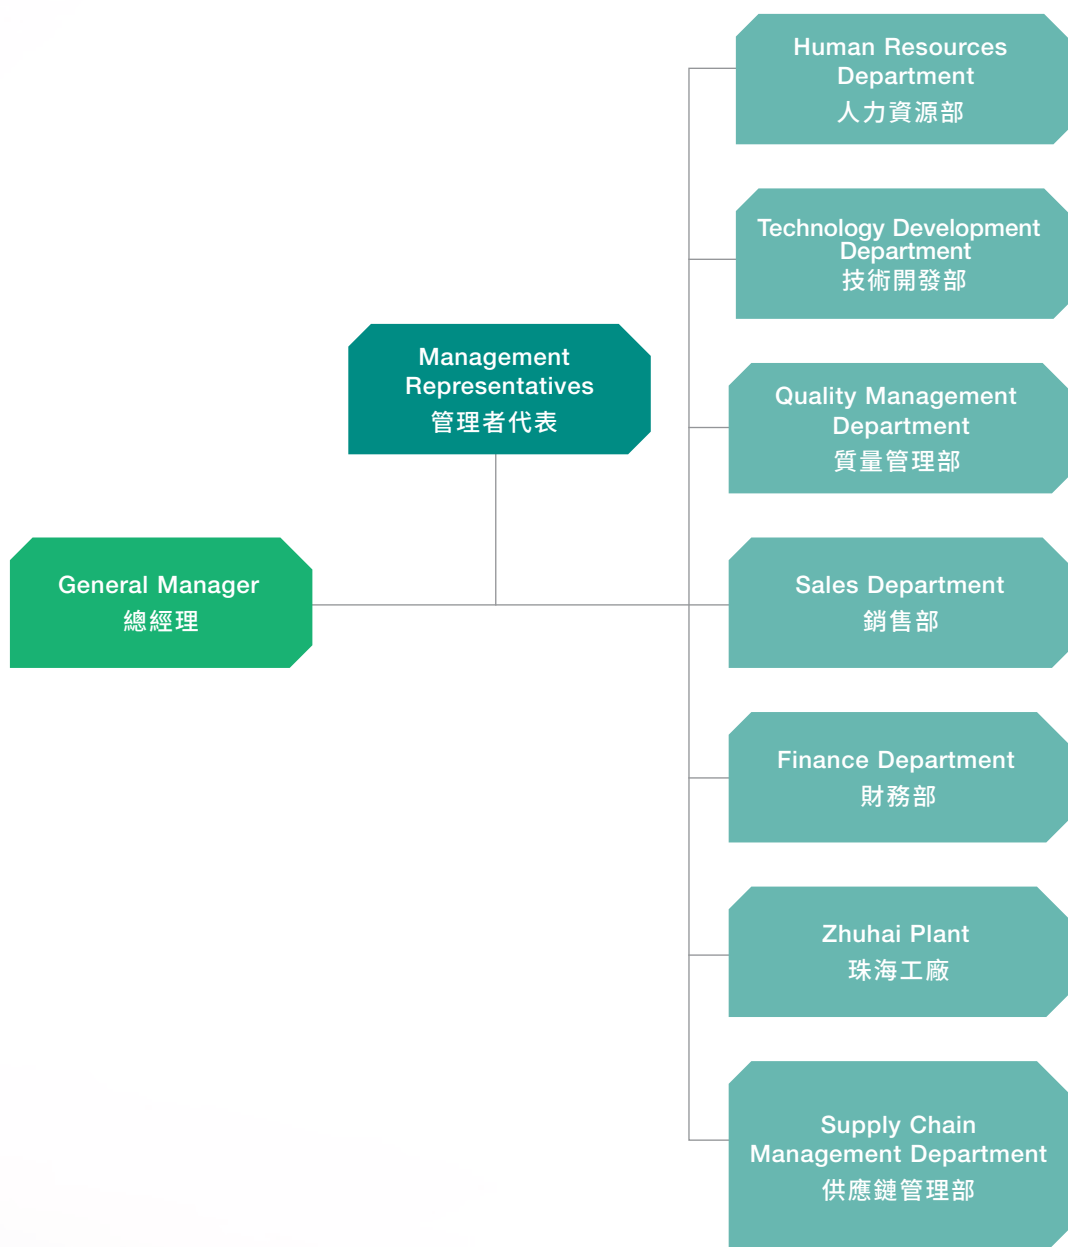 General Manager
總經理
Management
Representatives
管理者代表
Human Resources
Department
人力資源部
Technology Development
Department
技術開發部
Quality Management
Department
質量管理部
Sales Department
銷售部
Finance Department
財務部
Zhuhai Plant
珠海工廠
Supply Chain
Management Department
供應鏈管理部